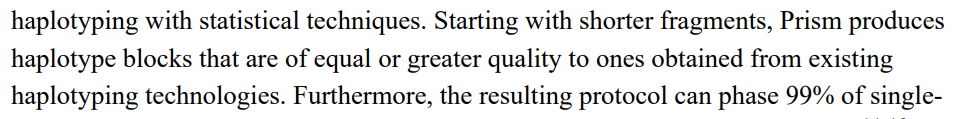 haplotyping with statistical techniques. Starting with shorter fragments, Prism produces
haplotype blocks that are of equal or greater quality to ones obtained from existing
haplotyping technologies. Furthermore, the resulting protocol can phase 99% of single-